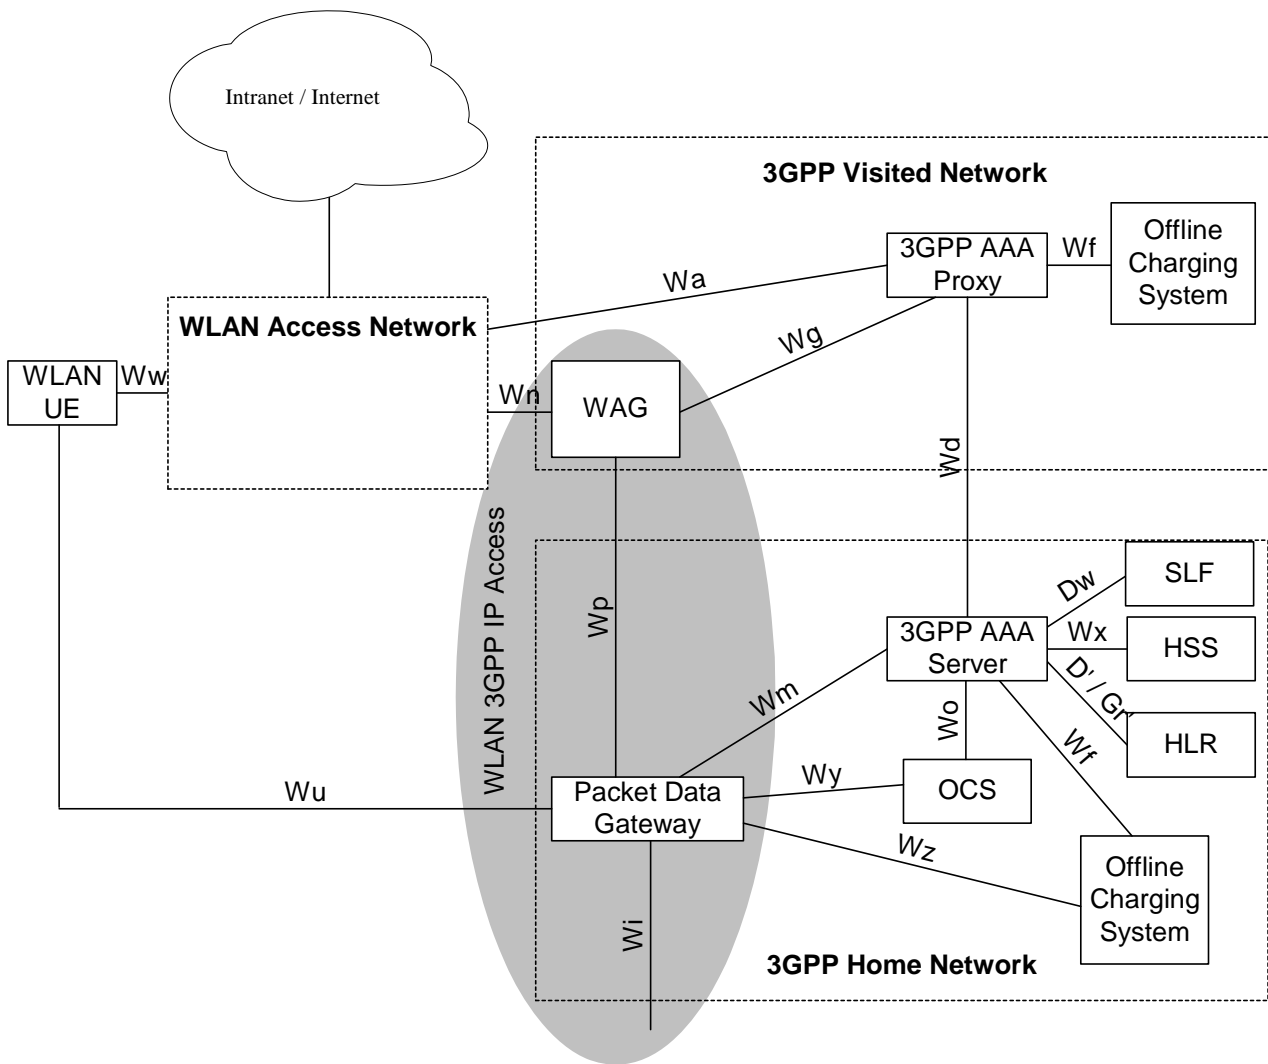 Intranet / Internet
3GPP Visited Network
3GPP AAA
Proxy
Wf
Offline
Charging
System
Wa
WLAN Access Network
Wg
WLAN
UE
Ww
Wn
WAG
Wd
WLAN 3GPP IP Access
Wp
Dw
SLF
3GPP AAA
Server
Wx
HSS
D' / Gr'
HLR
Wm
Wo
Wf
Wu
Packet Data
Gateway
Wy
OCS
Wz
Offline
Charging
System
Wi
3GPP Home Network